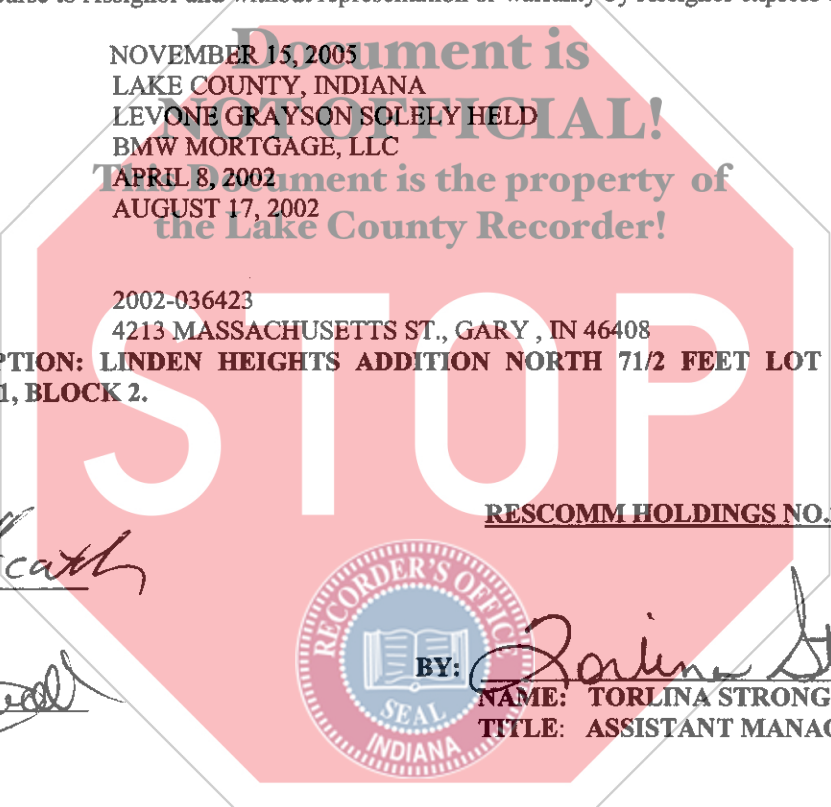 NOVEMBER 15, 2005
LAKE COUNTY, INDIANA
LEVONE GRAYSON SOLELY HELD
BMW MORTGAGE, LLC
APRIL 8, 2002
AUGUST 17, 2002
Document is
NOT OFFICIAL!
This Document is the property of
the Lake County Recorder!
2002-036423
4213 MASSACHUSETTS ST., GARY , IN 46408
PTION: LINDEN HEIGHTS ADDITION NORTH 71/2 FEET LOT
1, BLOCK 2.
STOP
RESCOMM HOLDINGS NO.
RECORDER'S OFFICE
SEAL
INDIANA
BY: Torlina St
NAME: TORLINA STRONG
TITLE: ASSISTANT MANAG